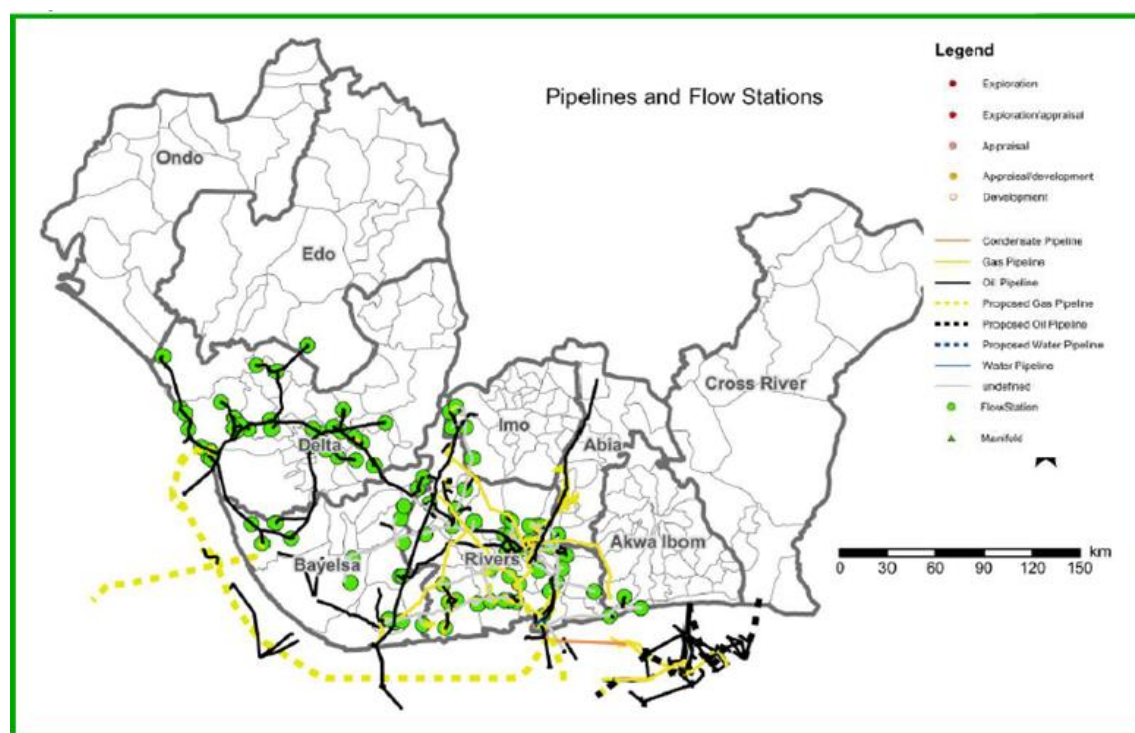 Pipelines and Flow Stations
Legend
Exploration
Exploration/appraisal
Appraisal
Appraisal/development
Development
Condensate Pipeline
Gas Pipeline
Oil Pipeline
Proposed Gas Pipeline
Proposed Oil Pipeline
Proposed Water Pipeline
Water Pipeline
undefined
FlowStation
Manifold
Ondo
Edo
Cross River
Imo
Abia
Delta
Akwa Ibom
Rivers
Bayelsa
km
0 30 60 90 120 150